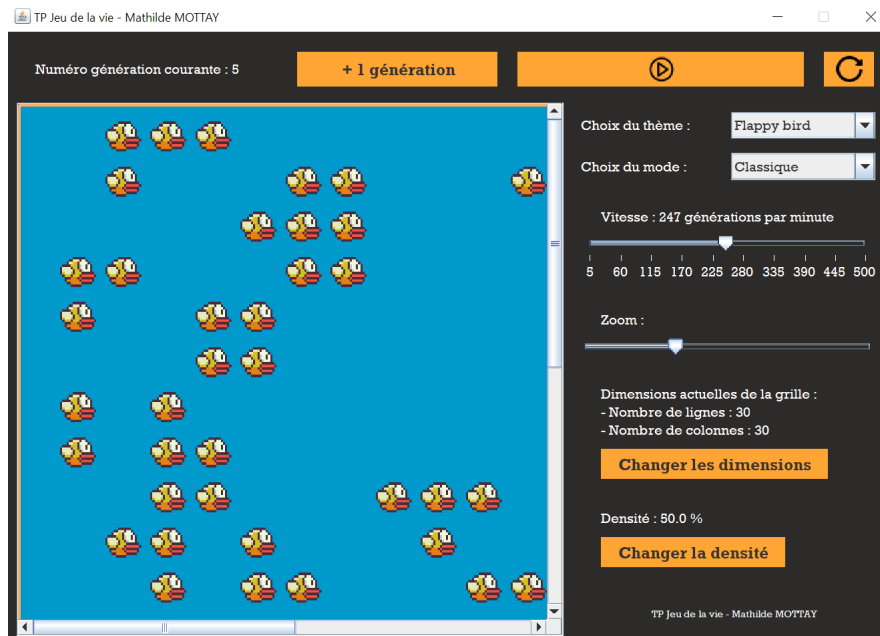 TP Jeu de la vie - Mathilde MOTTAY
Numéro génération courante : 5
+ 1 génération
Choix du thème :
Flappy bird
Choix du mode :
Classique
Vitesse : 247 générations par minute
5 60 115 170 225 280 335 390 445 500
Zoom :
Dimensions actuelles de la grille :
- Nombre de lignes : 30
- Nombre de colonnes : 30
Changer les dimensions
Densité : 50.0 %
Changer la densité
TP Jeu de la vie - Mathilde MOTTAY